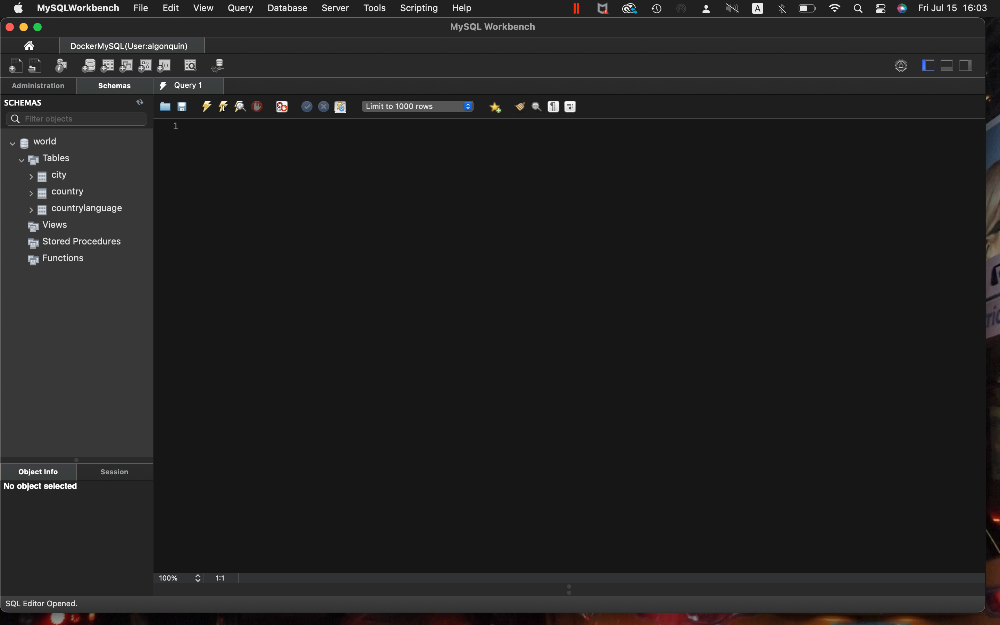 MySQLWorkbench File Edit View Query Database Server Tools Scripting Help A Fri Jul 15 16:03
MySQL Workbench
DockerMySQL(User:algonquin)
Administration Schemas Query 1
SCHEMAS
Limit to 1000 rows
Filter objects
1
world
Tables
city
country
countrylanguage
Views
Stored Procedures
Functions
Object Info Session
No object selected
100% 1:1
SQL Editor Opened.